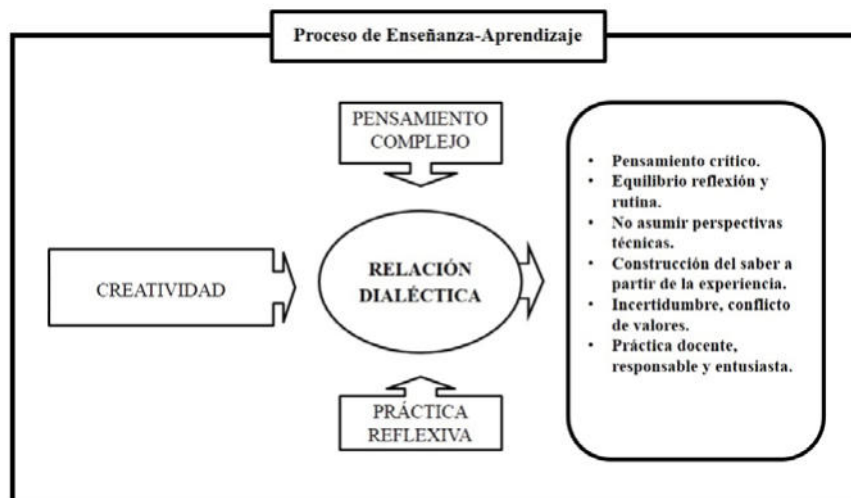 Proceso de Enseñanza-Aprendizaje
PENSAMIENTO
COMPLEJO
CREATIVIDAD
RELACIÓN
DIALÉCTICA
PRÁCTICA
REFLEXIVA
• Pensamiento crítico.
• Equilibrio reflexión y
rutina.
• No asumir perspectivas
técnicas.
• Construcción del saber a
partir de la experiencia.
• Incertidumbre, conflicto
de valores.
• Práctica docente,
responsable y entusiasta.